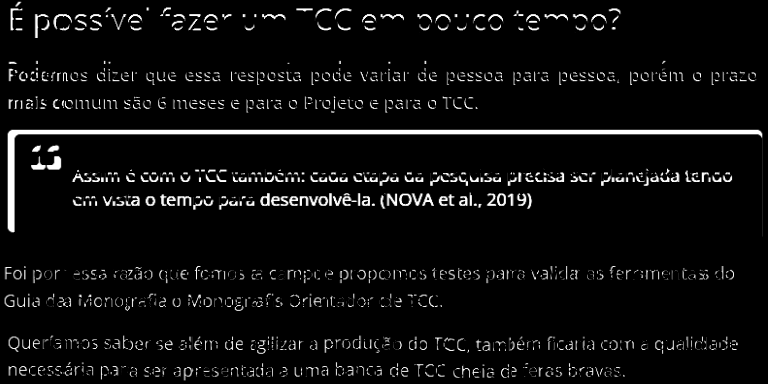 É possível fazer um TCC em pouco tempo?
Podemos dizer que essa resposta pode variar de pessoa para pessoa, porém o prazo
mais comum são 6 meses e para o Projeto e para o TCC.
Assim é com o TCC também: cada etapa da pesquisa precisa ser planejada tendo
em vista o tempo para desenvolvê-la. (NOVA et al., 2019)
Foi por essa razão que fomos a campo e propomos testes para validar as ferramentas do
Guia da Monografia o Monografis Orientador de TCC.
Queríamos saber se além de agilizar a produção do TCC, também ficaria com a qualidade
necessária para ser apresentada a uma banca de TCC cheia de feras bravas.